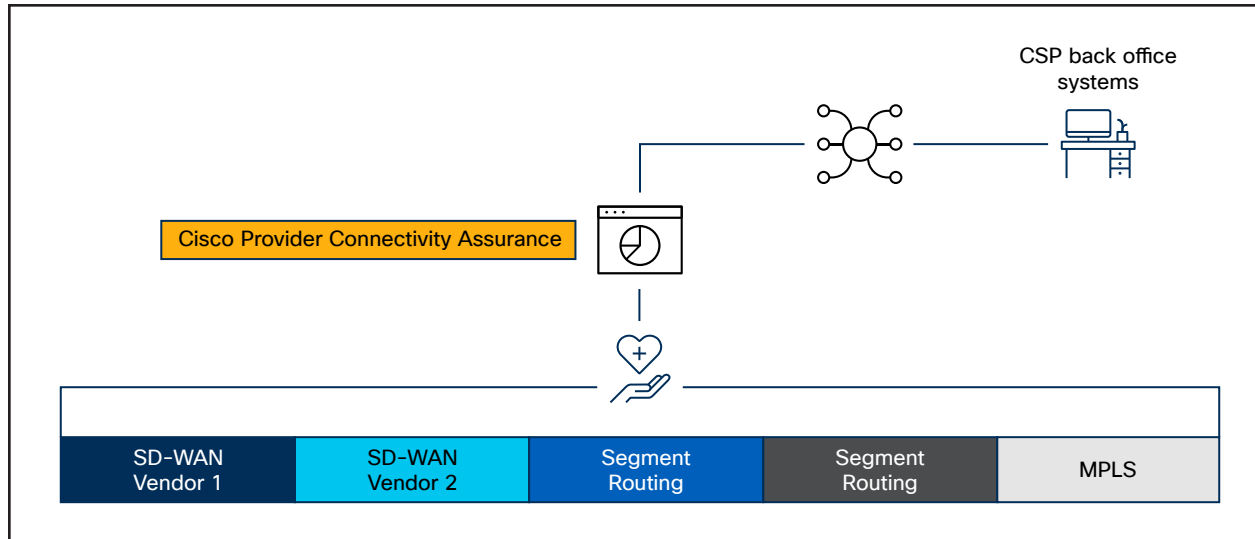 CSP back office
systems
Cisco Provider Connectivity Assurance
SD-WAN
Vendor 1
SD-WAN
Vendor 2
Segment
Routing
Segment
Routing
MPLS